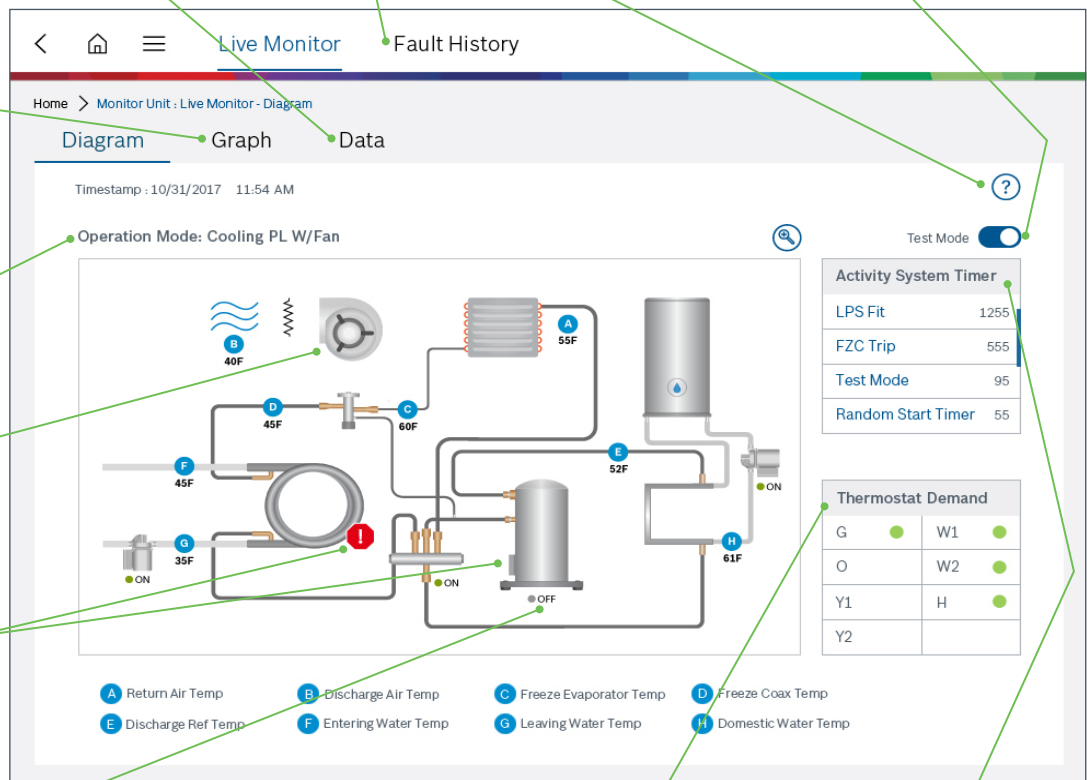 Live Monitor Fault History
Home > Monitor Unit : Live Monitor - Diagram
Diagram Graph Data
Timestamp : 10/31/2017 11:54 AM
?
Operation Mode: Cooling PL W/Fan
Test Mode
B
40F
A
55F
D
45F
C
60F
E
52F
F
45F
G
35F
ON
!
ON
OFF
ON
H
61F
Activity System Timer
LPS Fit 1255
FZC Trip 555
Test Mode 95
Random Start Timer 55
Thermostat Demand
G W1
O W2
Y1 H
Y2
A Return Air Temp B Discharge Air Temp C Freeze Evaporator Temp D Freeze Coax Temp
E Discharge Ref Temp F Entering Water Temp G Leaving Water Temp H Domestic Water Temp